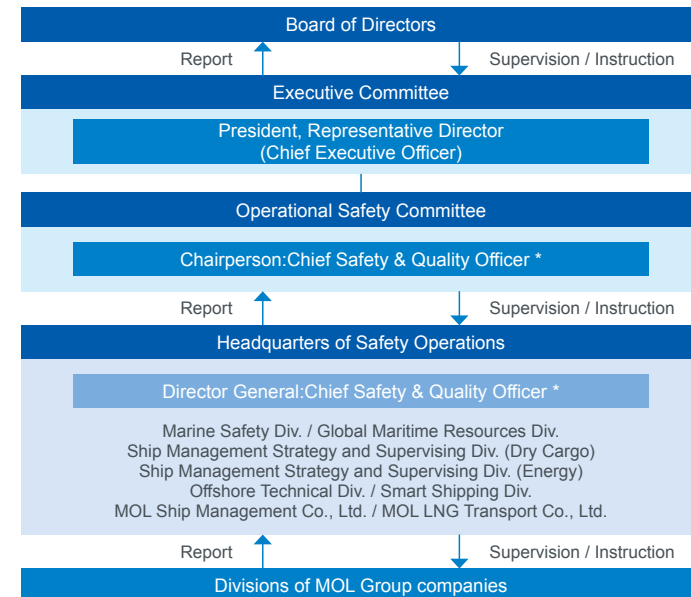 Board of Directors
Report
Supervision / Instruction
Executive Committee
President, Representative Director
(Chief Executive Officer)
Operational Safety Committee
Chairperson:Chief Safety & Quality Officer *
Report
Supervision / Instruction
Headquarters of Safety Operations
Director General:Chief Safety & Quality Officer *
Marine Safety Div. / Global Maritime Resources Div.
Ship Management Strategy and Supervising Div. (Dry Cargo)
Ship Management Strategy and Supervising Div. (Energy)
Offshore Technical Div. / Smart Shipping Div.
MOL Ship Management Co., Ltd. / MOL LNG Transport Co., Ltd.
Report
Supervision / Instruction
Divisions of MOL Group companies